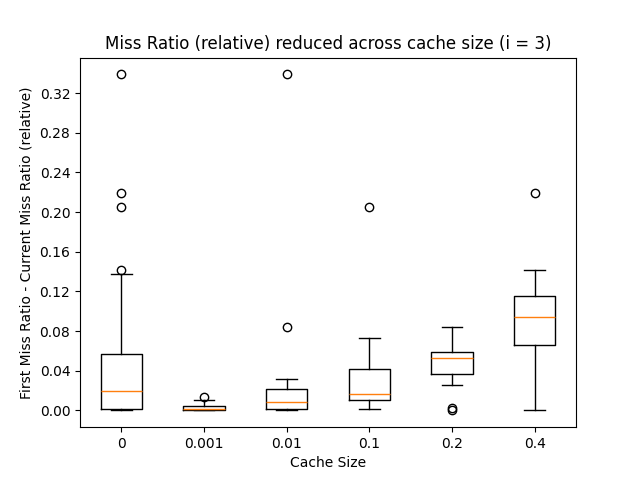 Miss Ratio (relative) reduced across cache size (i = 3)
First Miss Ratio - Current Miss Ratio (relative)
0.32
0.28
0.24
0.20
0.16
0.12
0.08
0.04
0.00
0 0.001 0.01 0.1 0.2 0.4
Cache Size